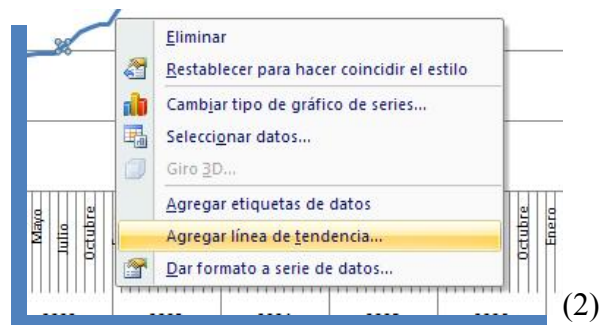 Eliminar
Restablecer para hacer coincidir el estilo
Cambiar tipo de gráfico de series...
Seleccionar datos...
Giro 3D...
Agregar etiquetas de datos
Agregar línea de tendencia...
Dar formato a serie de datos...
Mayo
Julio
Octubre
Octubre
Enero
(2)